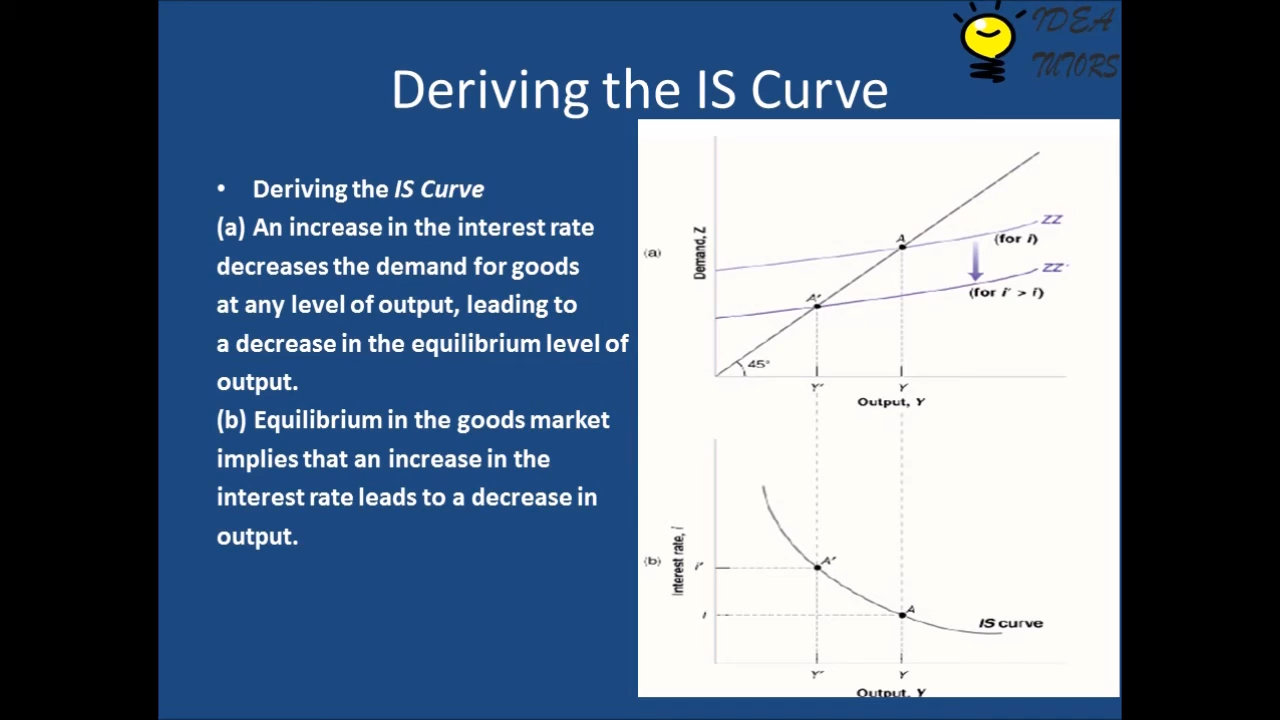 IDEA
TUTORS
Deriving the IS Curve
• Deriving the IS Curve
(a) An increase in the interest rate
decreases the demand for goods
at any level of output, leading to
a decrease in the equilibrium level of
output.
(b) Equilibrium in the goods market
implies that an increase in the
interest rate leads to a decrease in
output.
(a)
Demand, Z
ZZ
(for i)
A
ZZ'
(for i' > i)
A'
45°
Y'
Y
Output, Y
(b)
Interest rate, i
i'
A'
i
A
IS curve
Y'
Y
Output, Y